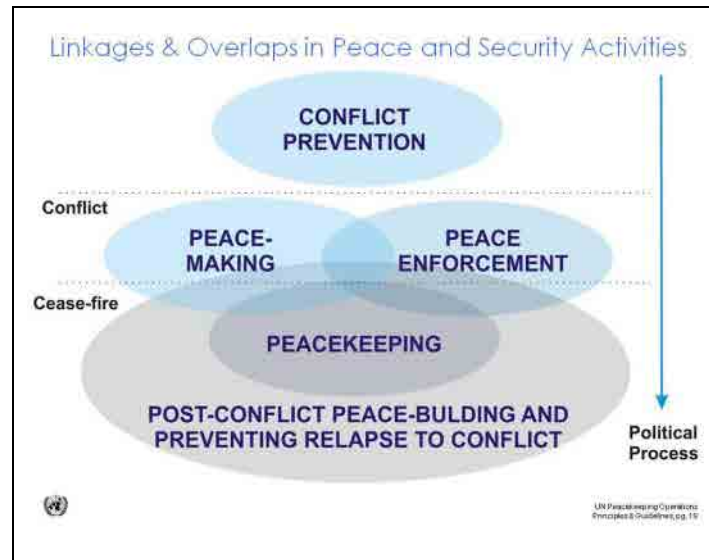 Linkages & Overlaps in Peace and Security Activities
CONFLICT
PREVENTION
Conflict
PEACE-
MAKING
PEACE
ENFORCEMENT
Cease-fire
PEACEKEEPING
POST-CONFLICT PEACE-BULDING AND
PREVENTING RELAPSE TO CONFLICT
Political
Process
UN Peacekeeping Operations
Principles & Guidelines, pg. 19